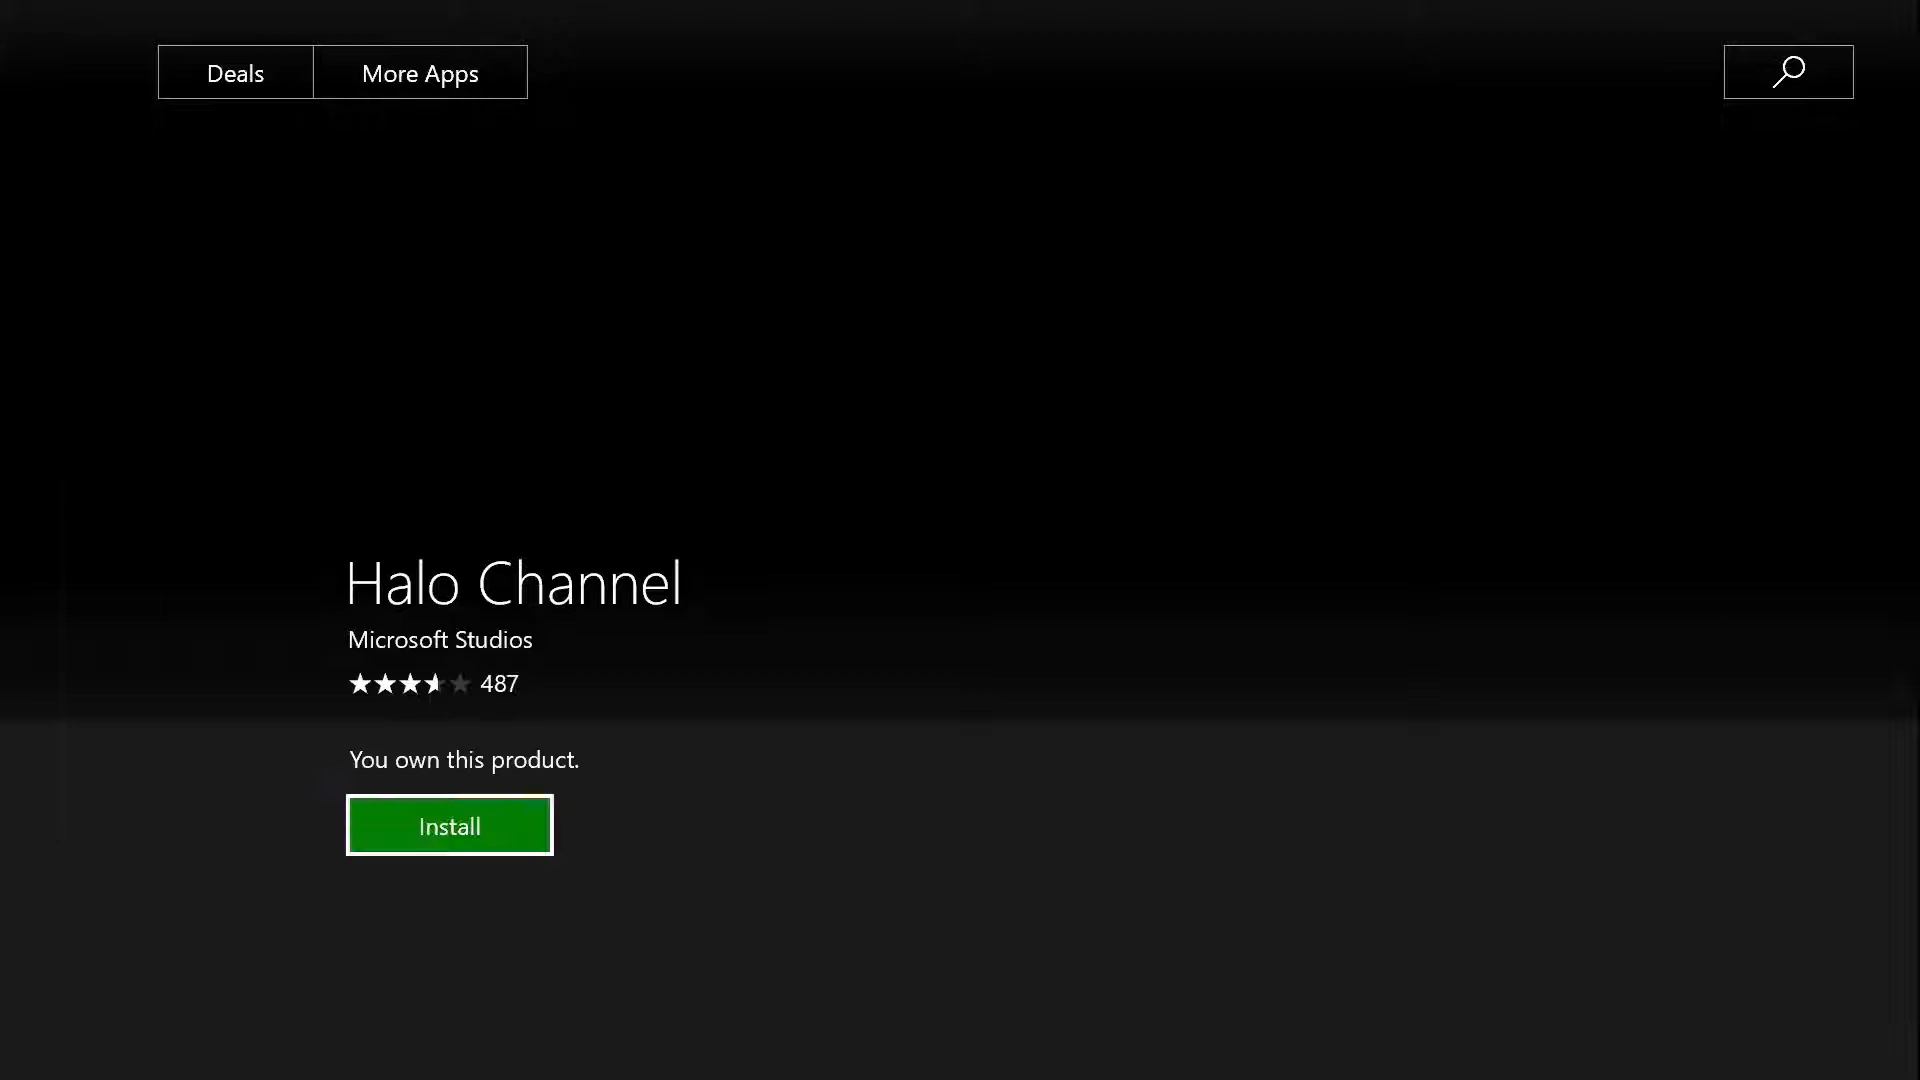 Deals
More Apps
Halo Channel
Microsoft Studios
487
You own this product.
Install